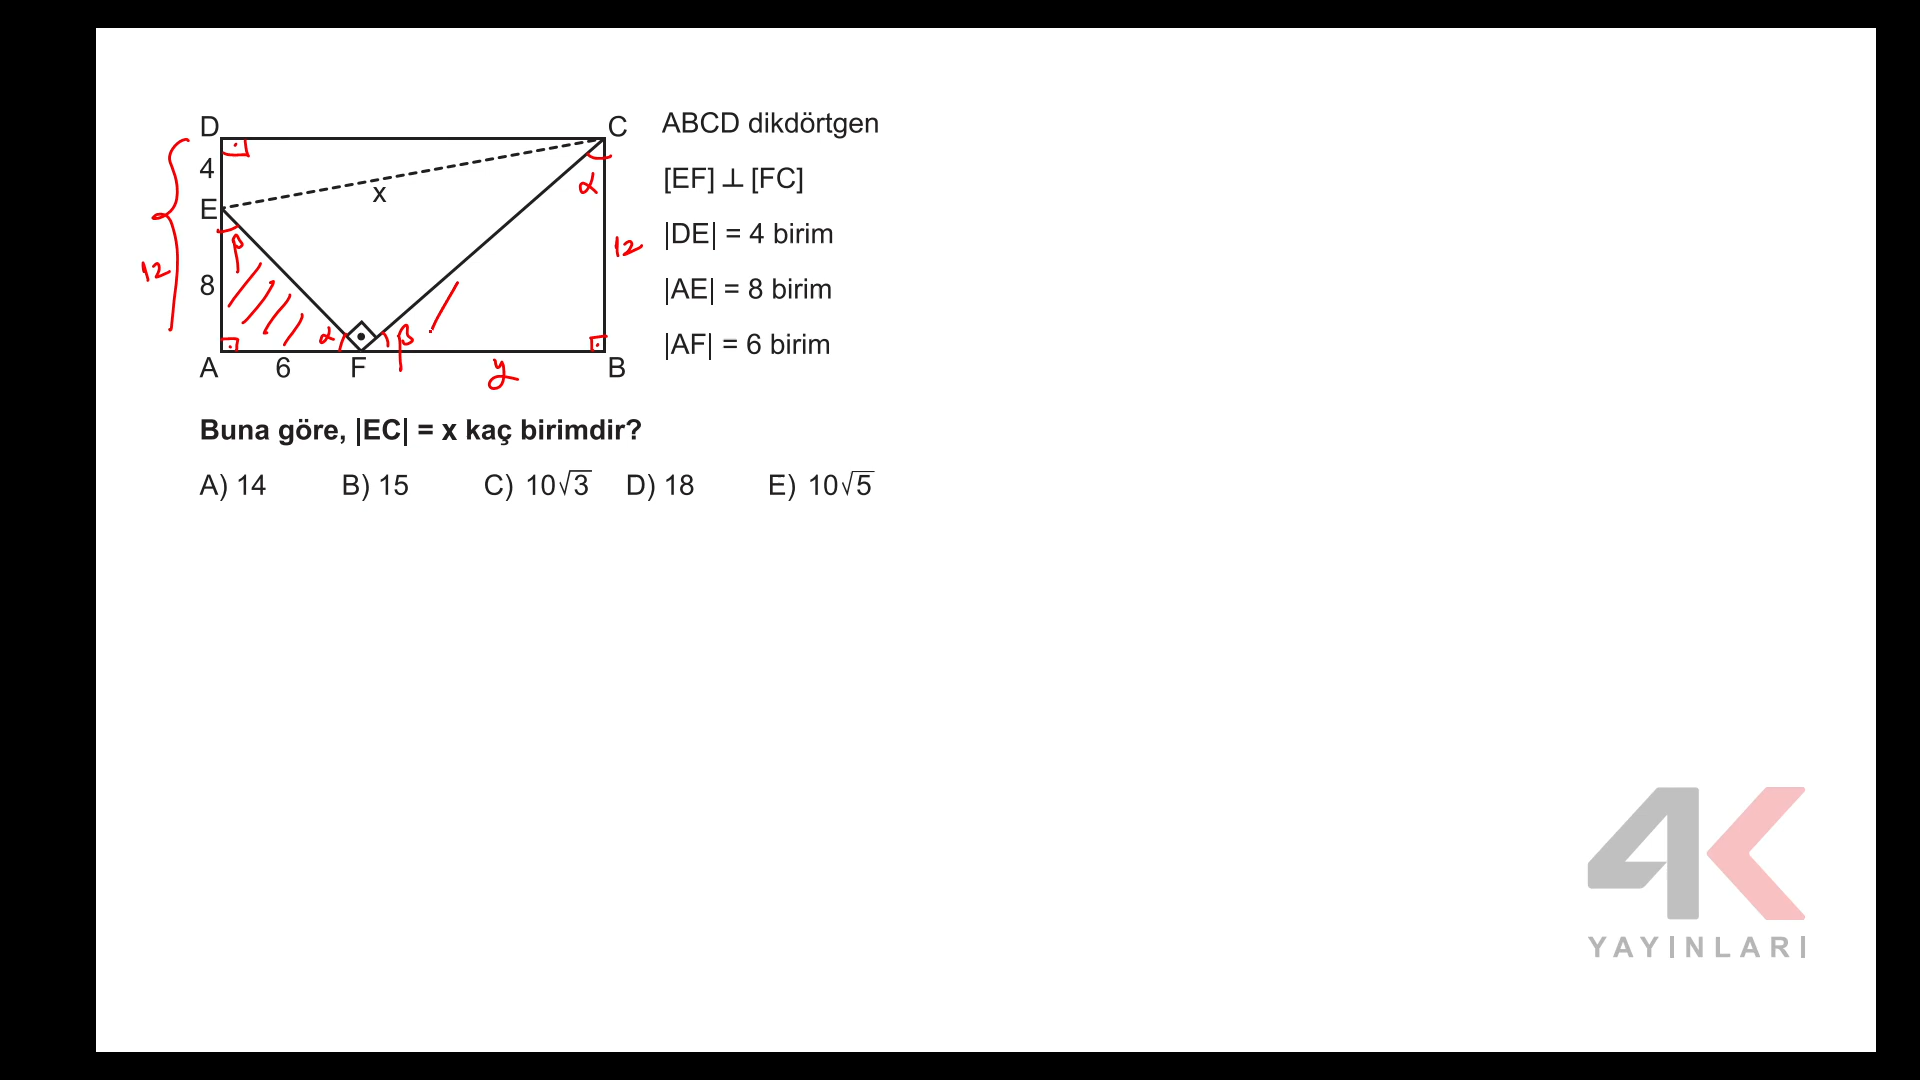 D
C
4
x
E
α
β
12
12
8
α
β
A
6
F
y
B
ABCD dikdörtgen
[EF] ⊥ [FC]
|DE| = 4 birim
|AE| = 8 birim
|AF| = 6 birim
Buna göre, |EC| = x kaç birimdir?
A) 14 B) 15 C) 10√3 D) 18 E) 10√5
4K
YAYINLARI